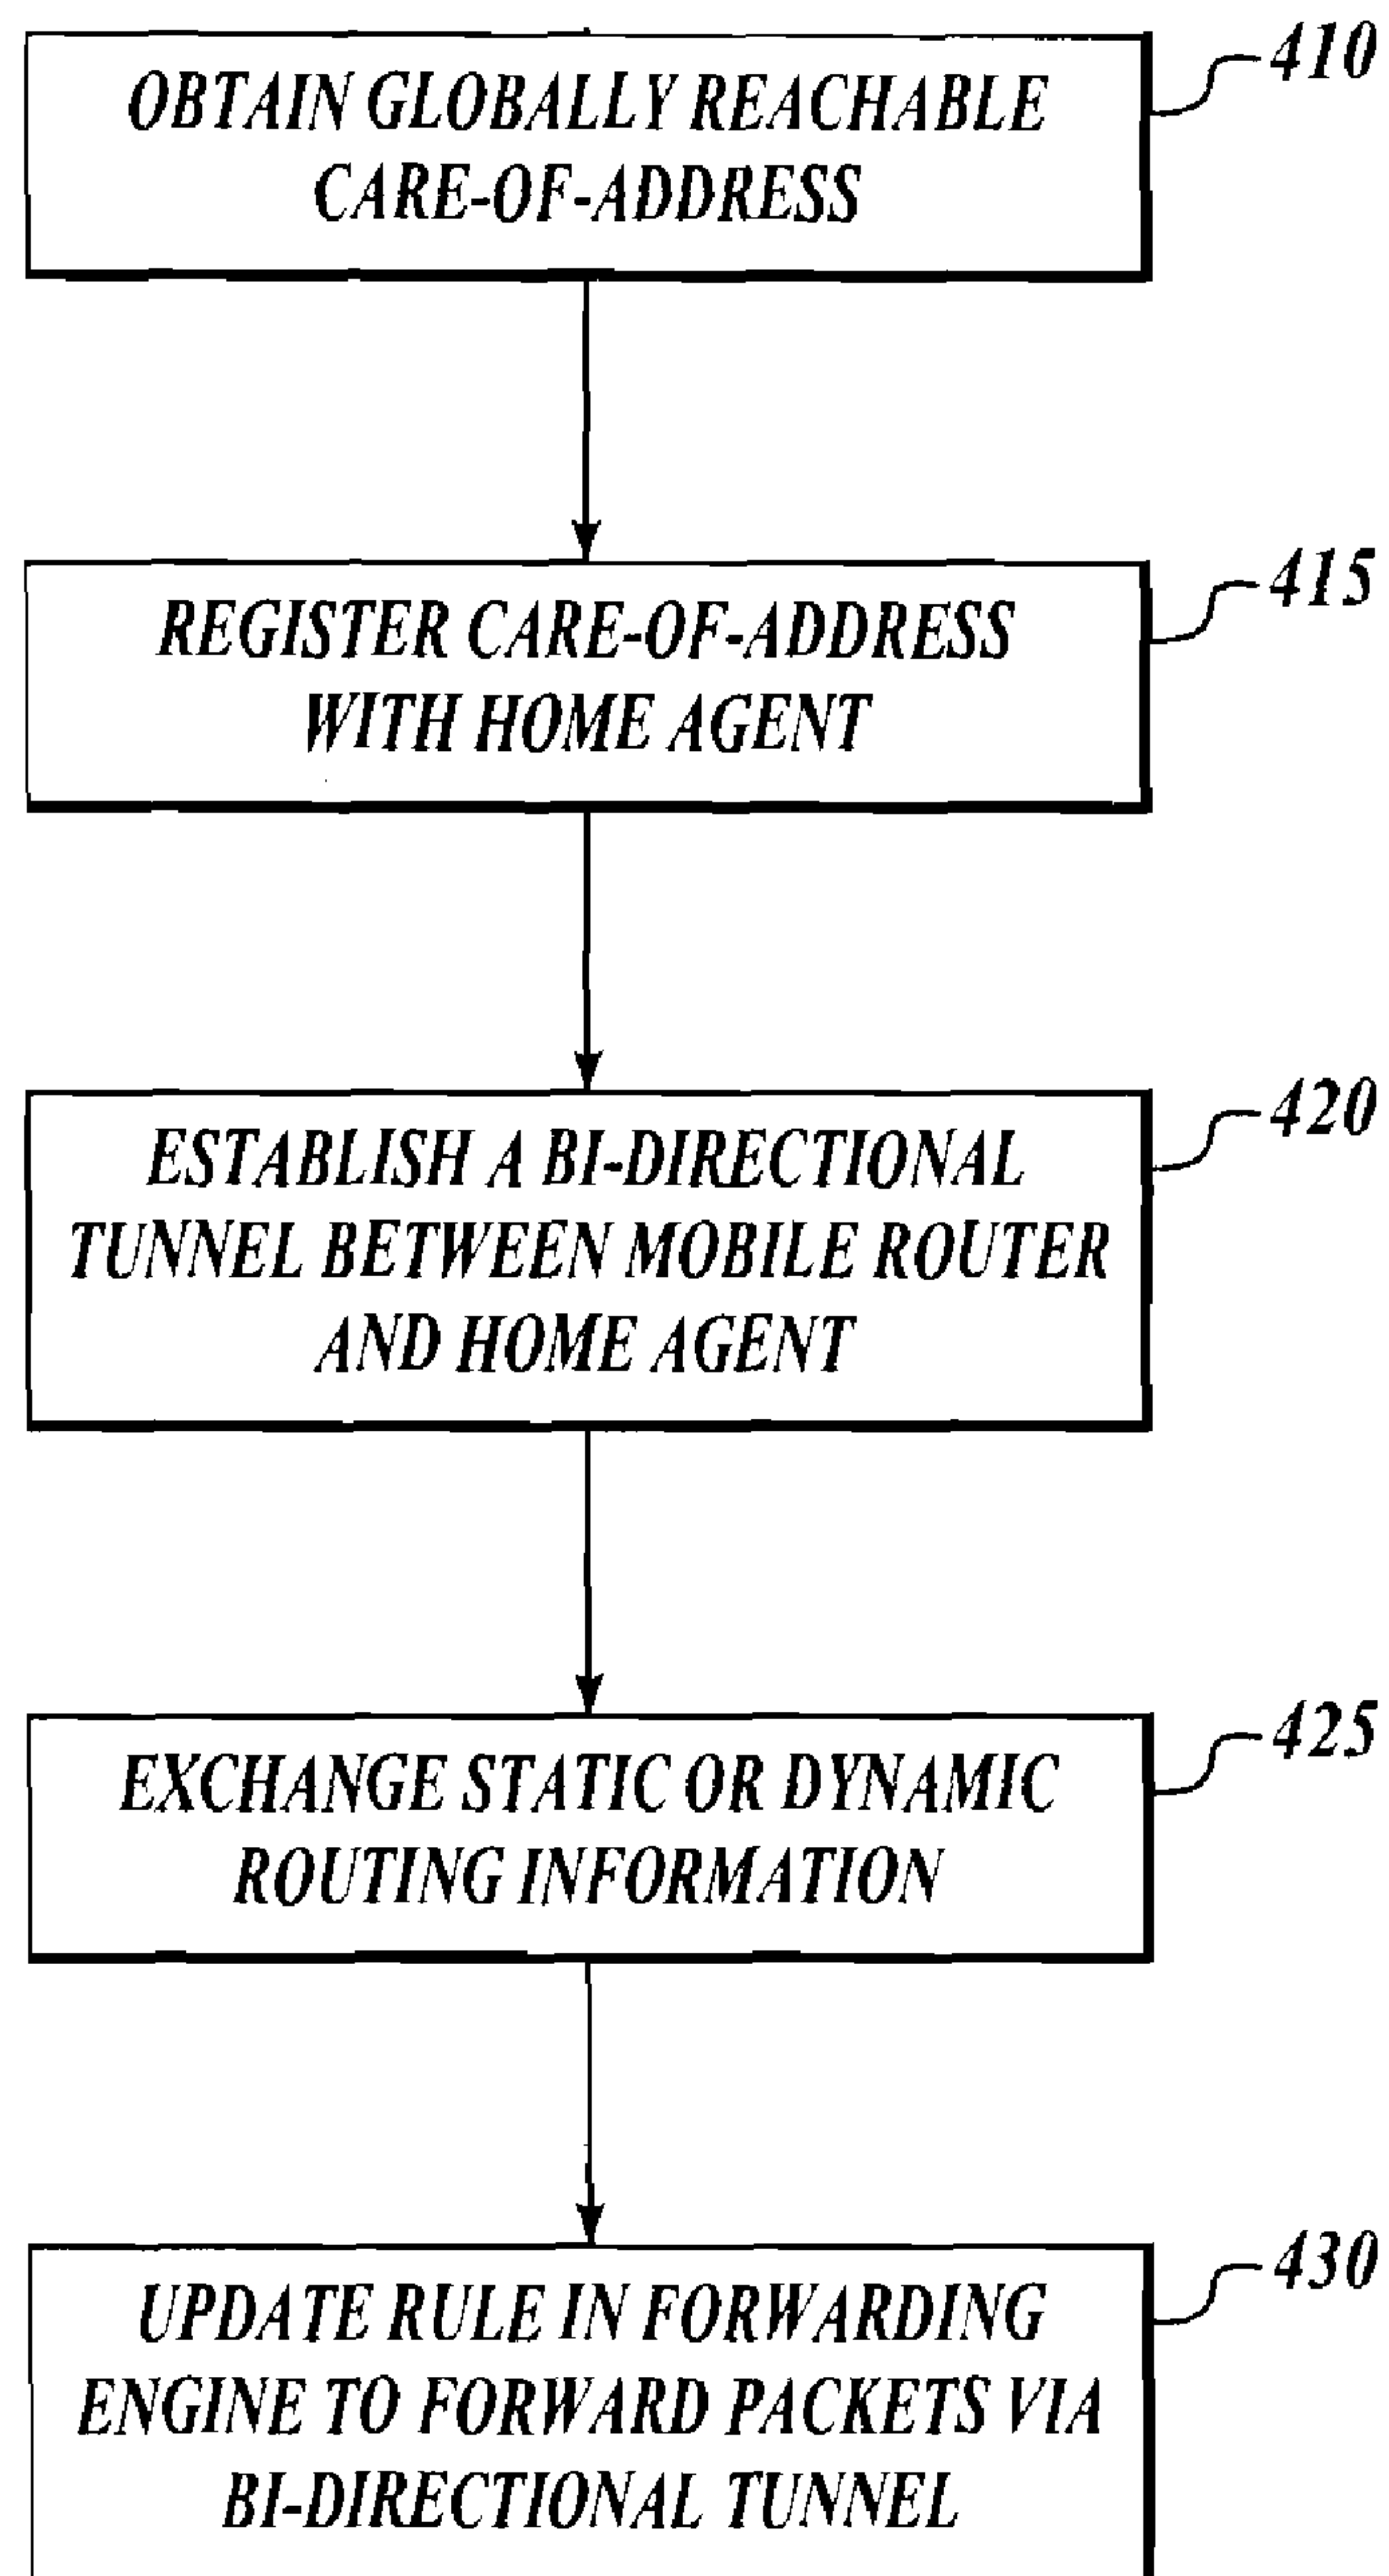 OBTAIN GLOBALLY REACHABLE
CARE-OF-ADDRESS
410
REGISTER CARE-OF-ADDRESS
WITH HOME AGENT
415
ESTABLISH A BI-DIRECTIONAL
TUNNEL BETWEEN MOBILE ROUTER
AND HOME AGENT
420
EXCHANGE STATIC OR DYNAMIC
ROUTING INFORMATION
425
UPDATE RULE IN FORWARDING
ENGINE TO FORWARD PACKETS VIA
BI-DIRECTIONAL TUNNEL
430